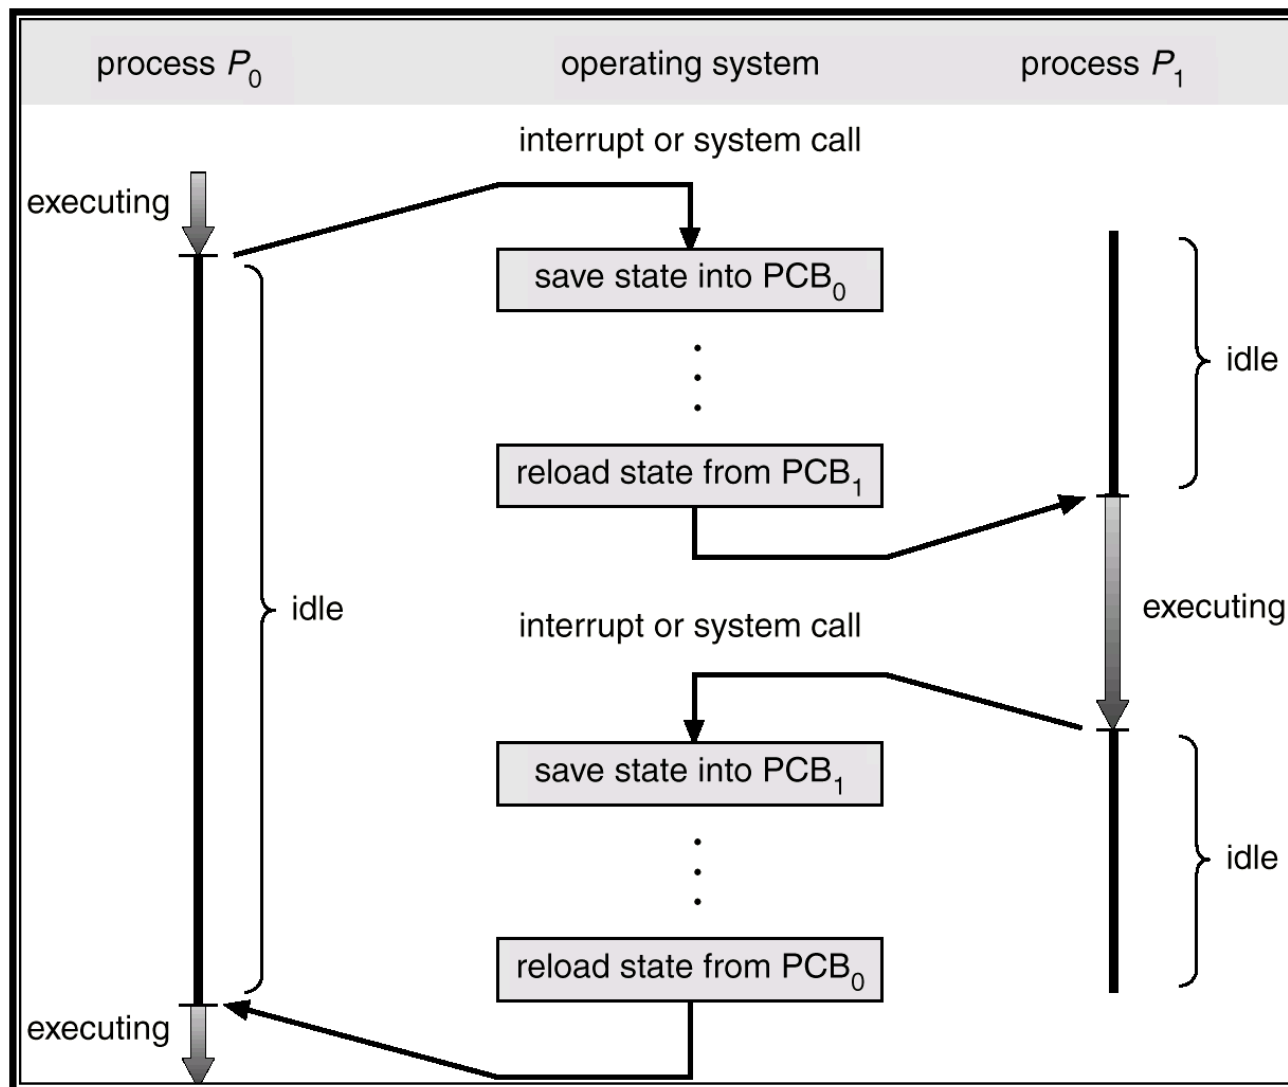 process P₀ operating system process P₁
interrupt or system call
executing
save state into PCB₀
idle
reload state from PCB₁
idle
executing
interrupt or system call
save state into PCB₁
idle
reload state from PCB₀
executing